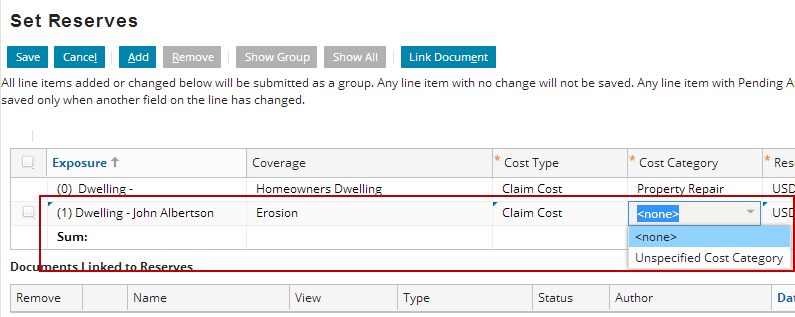 Set Reserves
Save Cancel Add Remove Show Group Show All Link Document
All line items added or changed below will be submitted as a group. Any line item with no change will not be saved. Any line item with Pending A
saved only when another field on the line has changed.
Exposure ↑ Coverage * Cost Type * Cost Category * Res
(0) Dwelling - Homeowners Dwelling Claim Cost Property Repair USD
(1) Dwelling - John Albertson Erosion Claim Cost <none> USD
Sum: <none>
Unspecified Cost Category
Documents Linked to Reserves
Remove Name View Type Status Author Dat